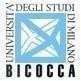 UNIVERSITÀ
DEGLI STUDI
DI MILANO
BICOCCA